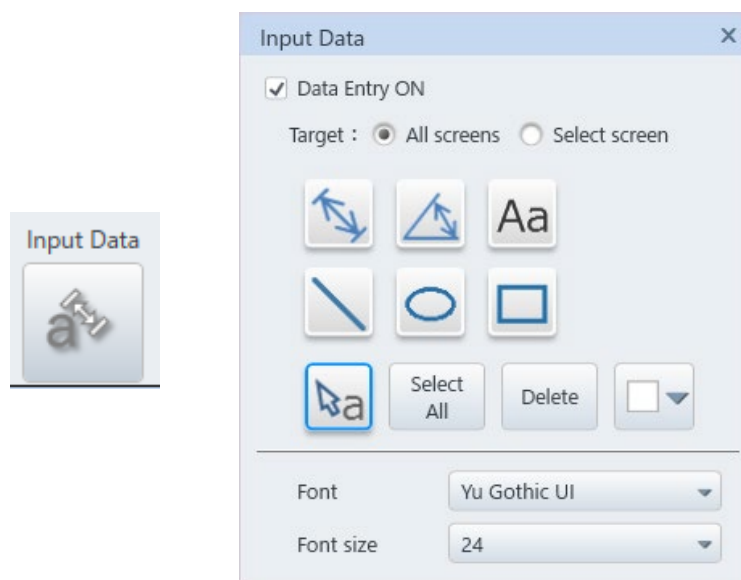 Input Data
a
Input Data
Data Entry ON
Target : All screens Select screen
Aa
a
Select
All
Delete
Font Yu Gothic UI
Font size 24